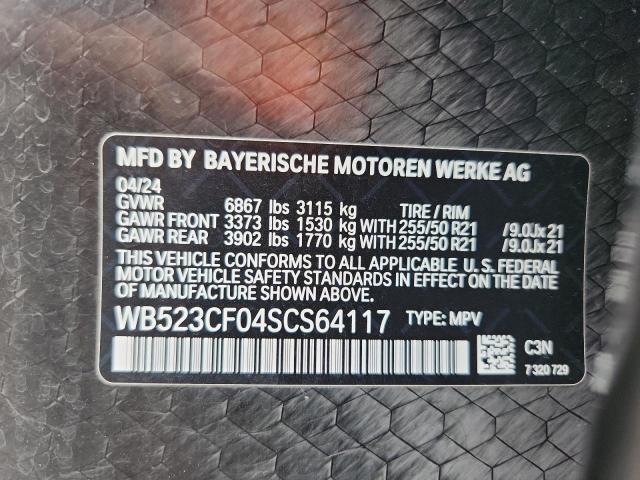 MFD BY BAYERISCHE MOTOREN WERKE AG
04/24
GVWR 6867 lbs 3115 kg TIRE / RIM
GAWR FRONT 3373 lbs 1530 kg WITH 255/50 R21 /9.0Jx21
GAWR REAR 3902 lbs 1770 kg WITH 255/50 R21 /9.0Jx21
THIS VEHICLE CONFORMS TO ALL APPLICABLE U. S. FEDERAL
MOTOR VEHICLE SAFETY STANDARDS IN EFFECT ON THE DATE
OF MANUFACTURE SHOWN ABOVE.
WB523CF04SCS64117 TYPE: MPV
C3N
7 320 729